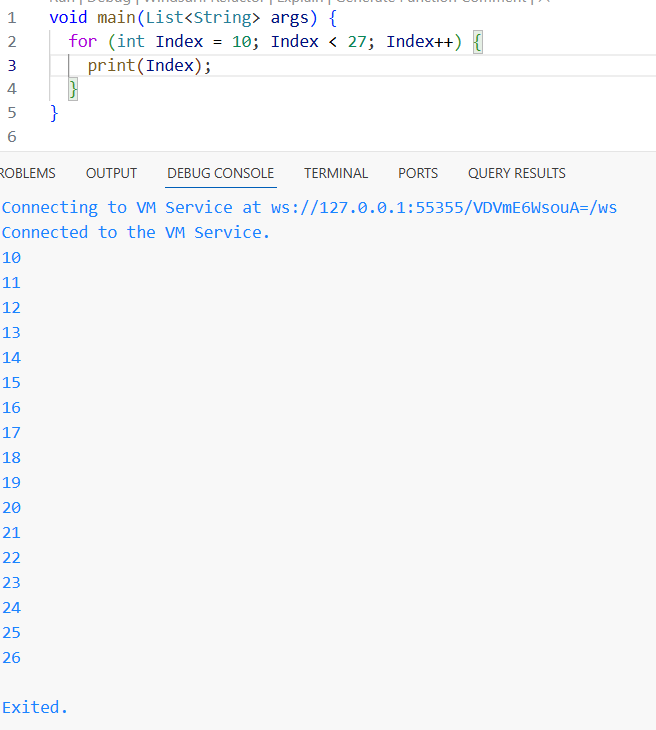 1 void main(List<String> args) {
2 for (int Index = 10; Index < 27; Index++) {
3 print(Index);
4 }
5 }
6
ROBLEMS OUTPUT DEBUG CONSOLE TERMINAL PORTS QUERY RESULTS
Connecting to VM Service at ws://127.0.0.1:55355/VDVmE6WsouA=/ws
Connected to the VM Service.
10
11
12
13
14
15
16
17
18
19
20
21
22
23
24
25
26
Exited.